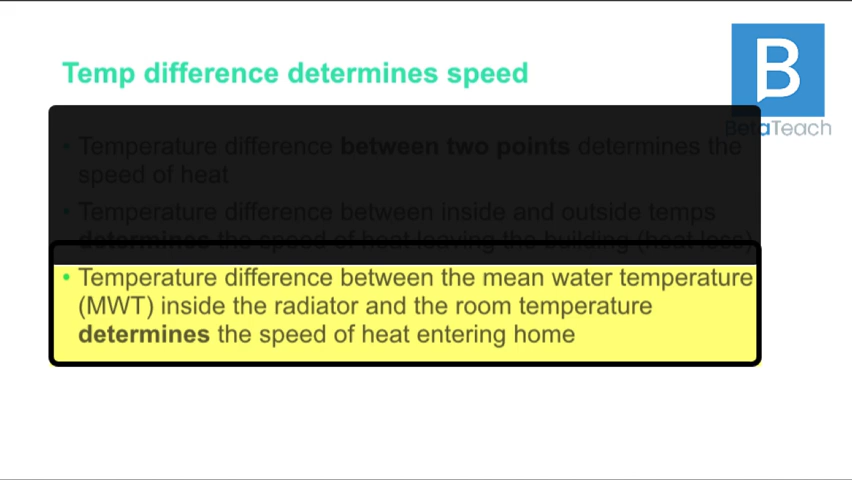 Temp difference determines speed
B
BetaTeach
• Temperature difference between two points determines the
speed of heat
• Temperature difference between inside and outside temps
determines the speed of heat leaving the building (heat loss)
• Temperature difference between the mean water temperature
(MWT) inside the radiator and the room temperature
determines the speed of heat entering home